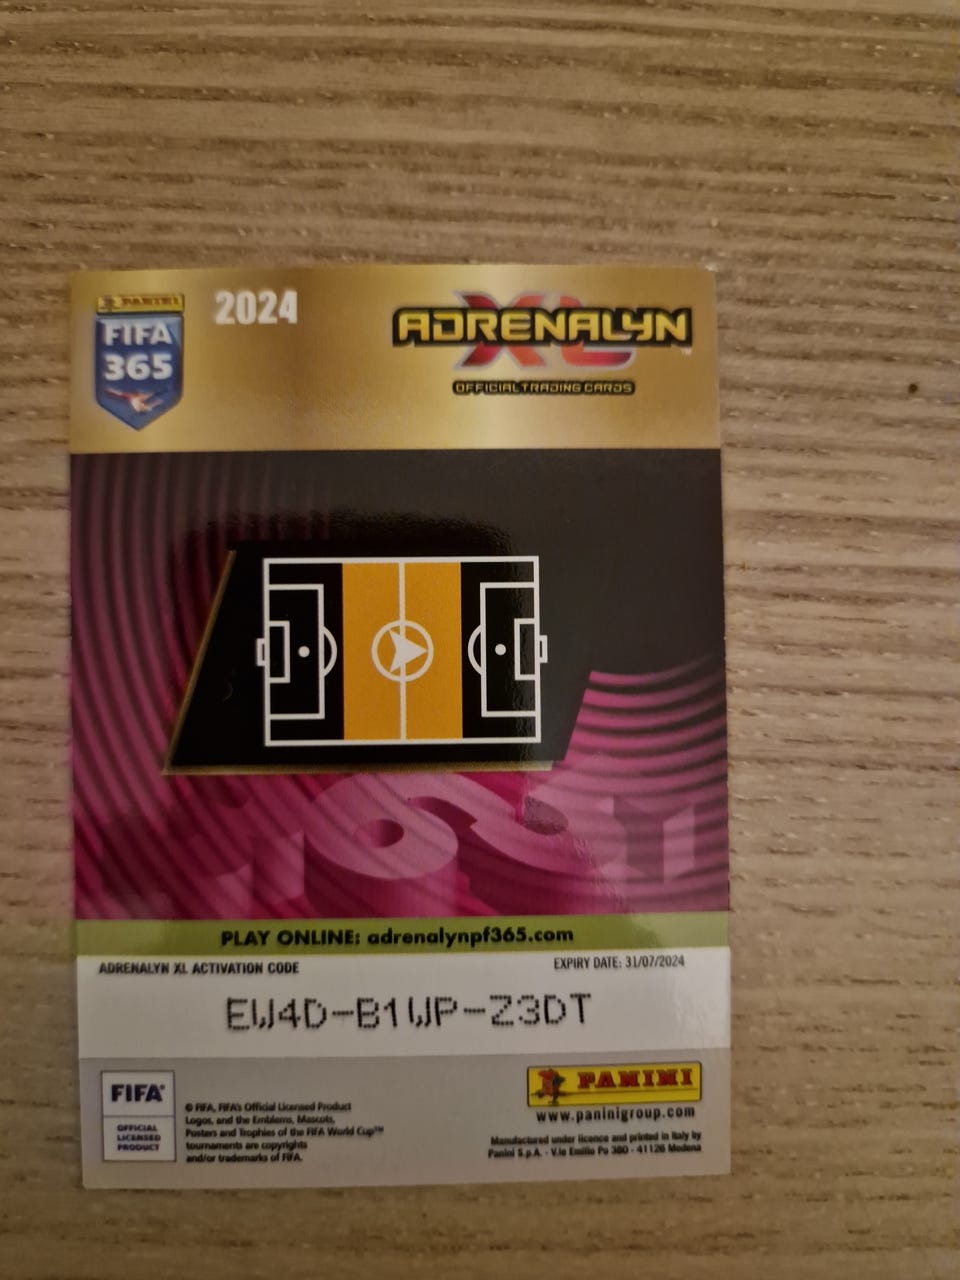 PANINI
FIFA
365
2024
ADRENALYN
XL
™
OFFICIAL TRADING CARDS
PLAY ONLINE: adrenalynpf365.com
ADRENALYN XL ACTIVATION CODE
EXPIRY DATE: 31/07/2024
EW4D-B1WP-Z3DT
FIFA®
OFFICIAL
LICENSED
PRODUCT
© FIFA, FIFA's Official Licensed Product
Logos, and the Emblems, Mascots,
Posters and Trophies of the FIFA World Cup™
tournaments are copyrights
and/or trademarks of FIFA.
PANINI
www.paninigroup.com
Manufactured under licence and printed in Italy by
Panini S.p.A. - V.le Emilio Po 380 - 41126 Modena